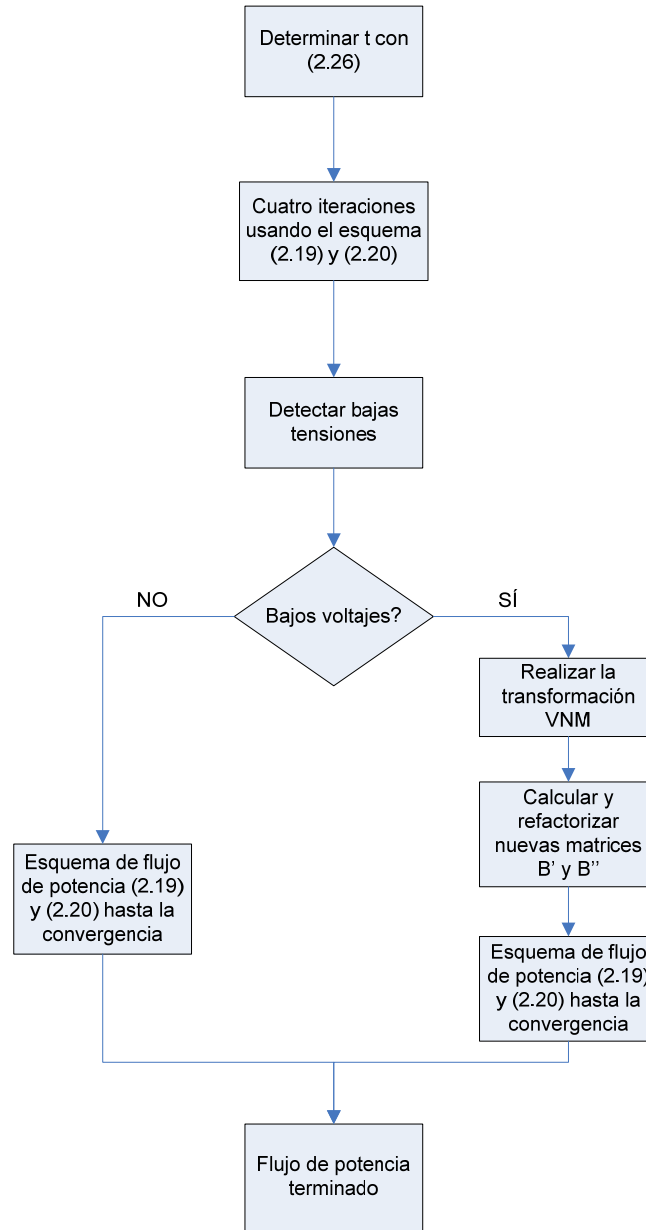 Determinar t con
(2.26)
Cuatro iteraciones
usando el esquema
(2.19) y (2.20)
Detectar bajas
tensiones
Bajos voltajes?
NO
SÍ
Realizar la
transformación
VNM
Calcular y
refactorizar
nuevas matrices
B' y B''
Esquema de flujo
de potencia (2.19)
y (2.20) hasta la
convergencia
Esquema de flujo
de potencia (2.19)
y (2.20) hasta la
convergencia
Flujo de potencia
terminado